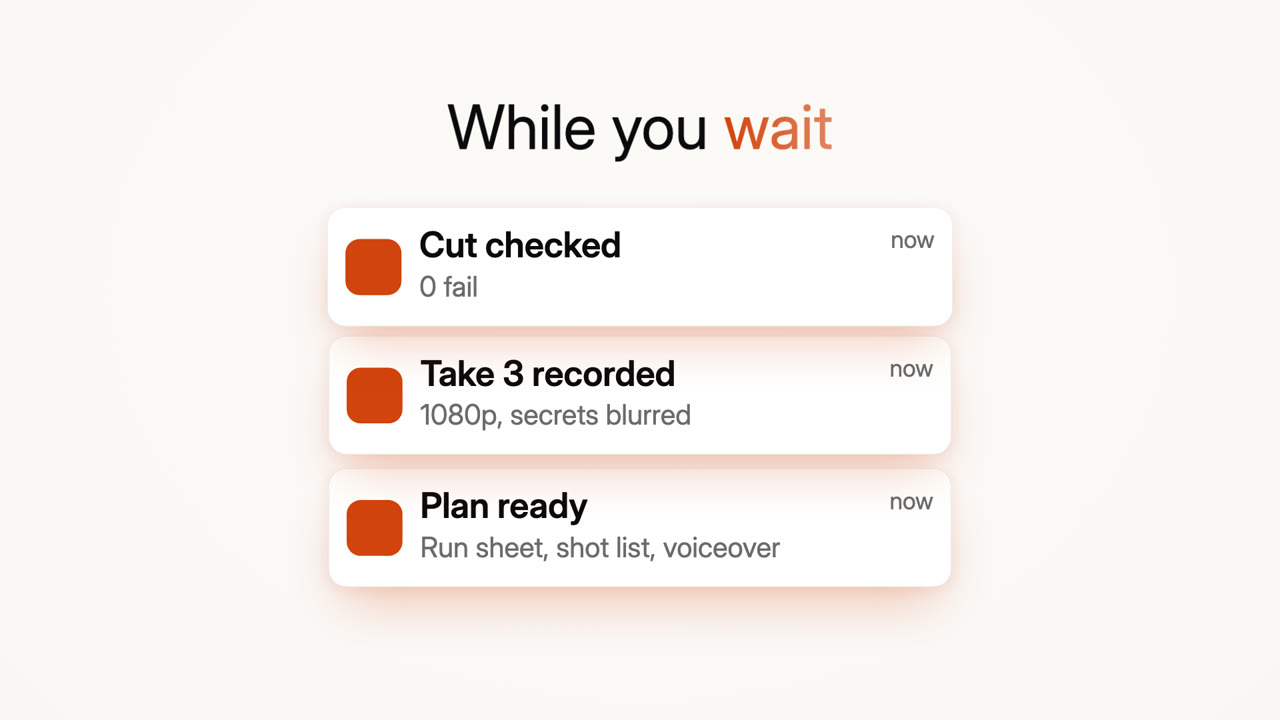 While you wait
Cut checked
now
0 fail
Take 3 recorded
now
1080p, secrets blurred
Plan ready
now
Run sheet, shot list, voiceover